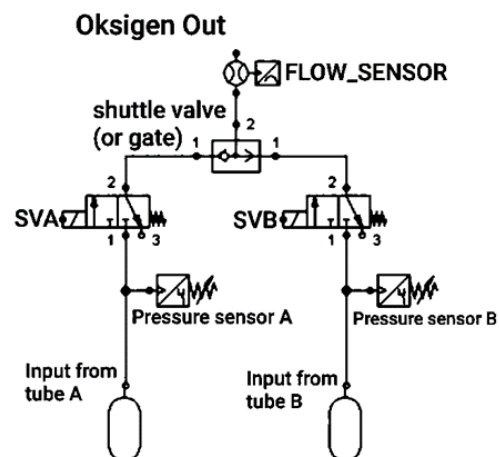 Oksigen Out
FLOW_SENSOR
shuttle valve
(or gate)
1 2 1
2 2
SVA SVB
1 3 1 3
Pressure sensor A Pressure sensor B
Input from Input from
tube A tube B